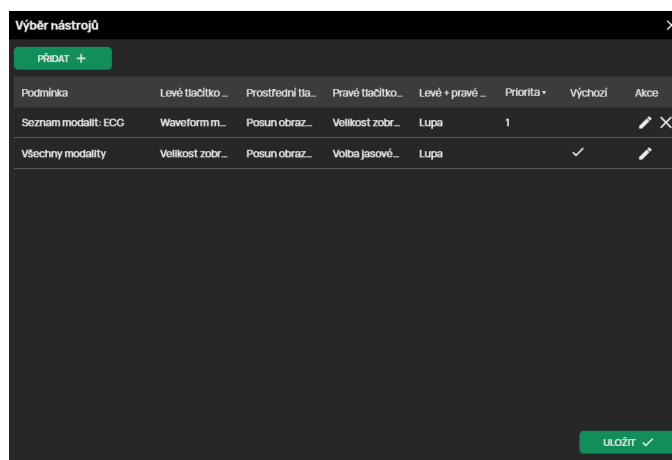 Výběr nástrojů
PŘIDAT +
Podmínka Levé tlačítko ... Prostřední tla... Pravé tlačítko... Levé + pravé ... Priorita ▾ Výchozí Akce
Seznam modalit: ECG Waveform m... Posun obraz... Velikost zobr... Lupa 1
Všechny modality Velikost zobr... Posun obraz... Volba jasové... Lupa
ULOŽIT